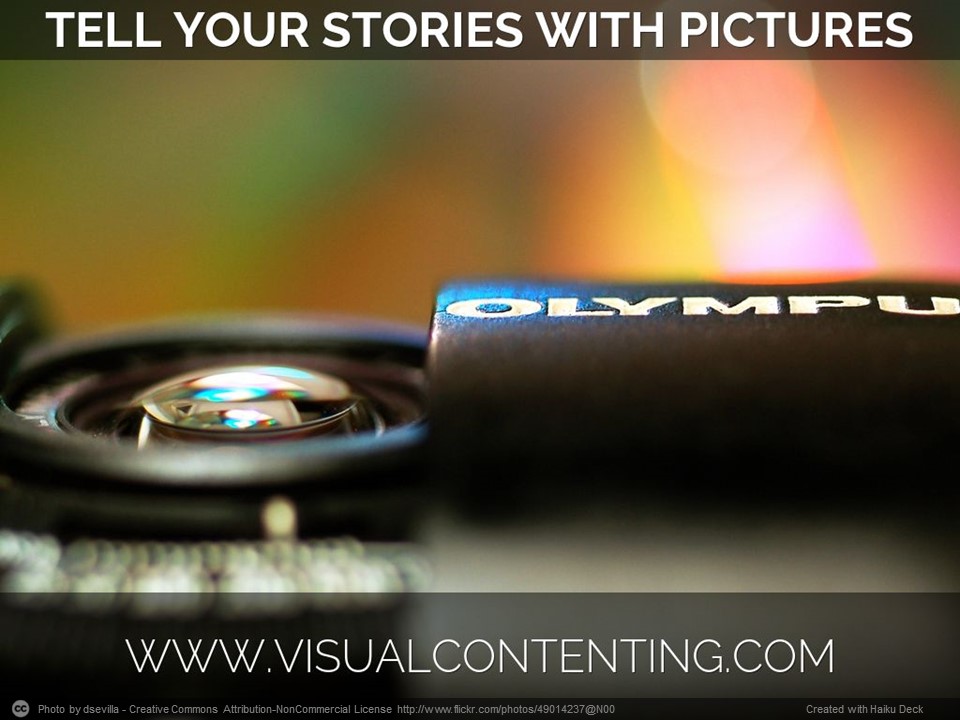 TELL YOUR STORIES WITH PICTURES
OLYMPU
WWW.VISUALCONTENTING.COM
cc Photo by dsevilla - Creative Commons Attribution-NonCommercial License http://www.flickr.com/photos/49014237@N00 Created with Haiku Deck